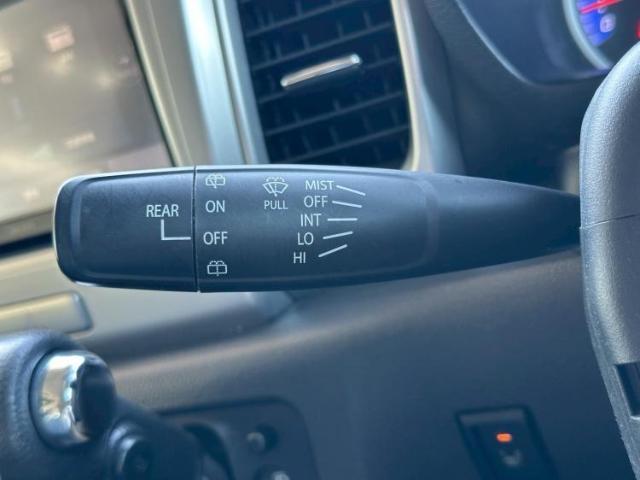 REAR
ON
OFF
PULL
MIST
OFF
INT
LO
HI